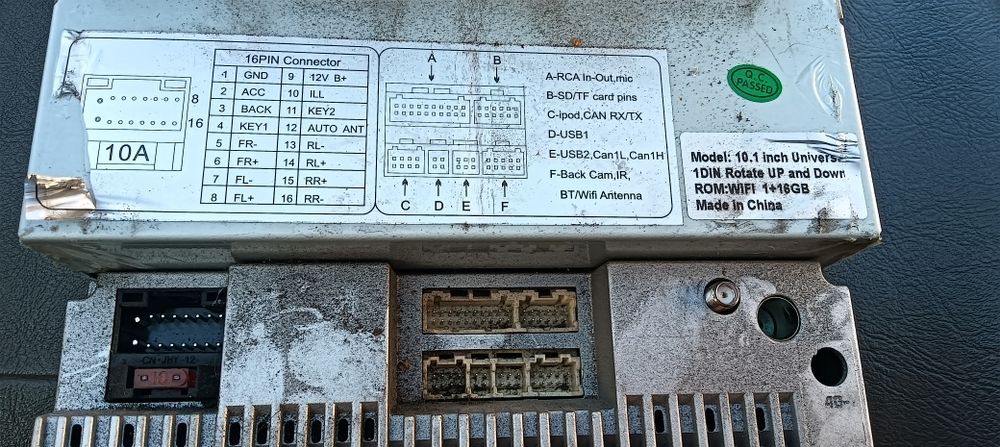 16PIN Connector
1 GND 9 12V B+
2 ACC 10 ILL
3 BACK 11 KEY2
4 KEY1 12 AUTO ANT
5 FR- 13 RL-
6 FR+ 14 RL+
7 FL- 15 RR+
8 FL+ 16 RR-
8
16
10A
A
B
C
D
E
F
A-RCA In-Out,mic
B-SD/TF card pins
C-ipod,CAN RX/TX
D-USB1
E-USB2,Can1L,Can1H
F-Back Cam,IR,
BT/Wifi Antenna
Q.C.
PASSED
Model: 10.1 inch Univers
1DIN Rotate UP and Down
ROM:WIFI 1+16GB
Made in China
CN-JHY-12
10
4G-